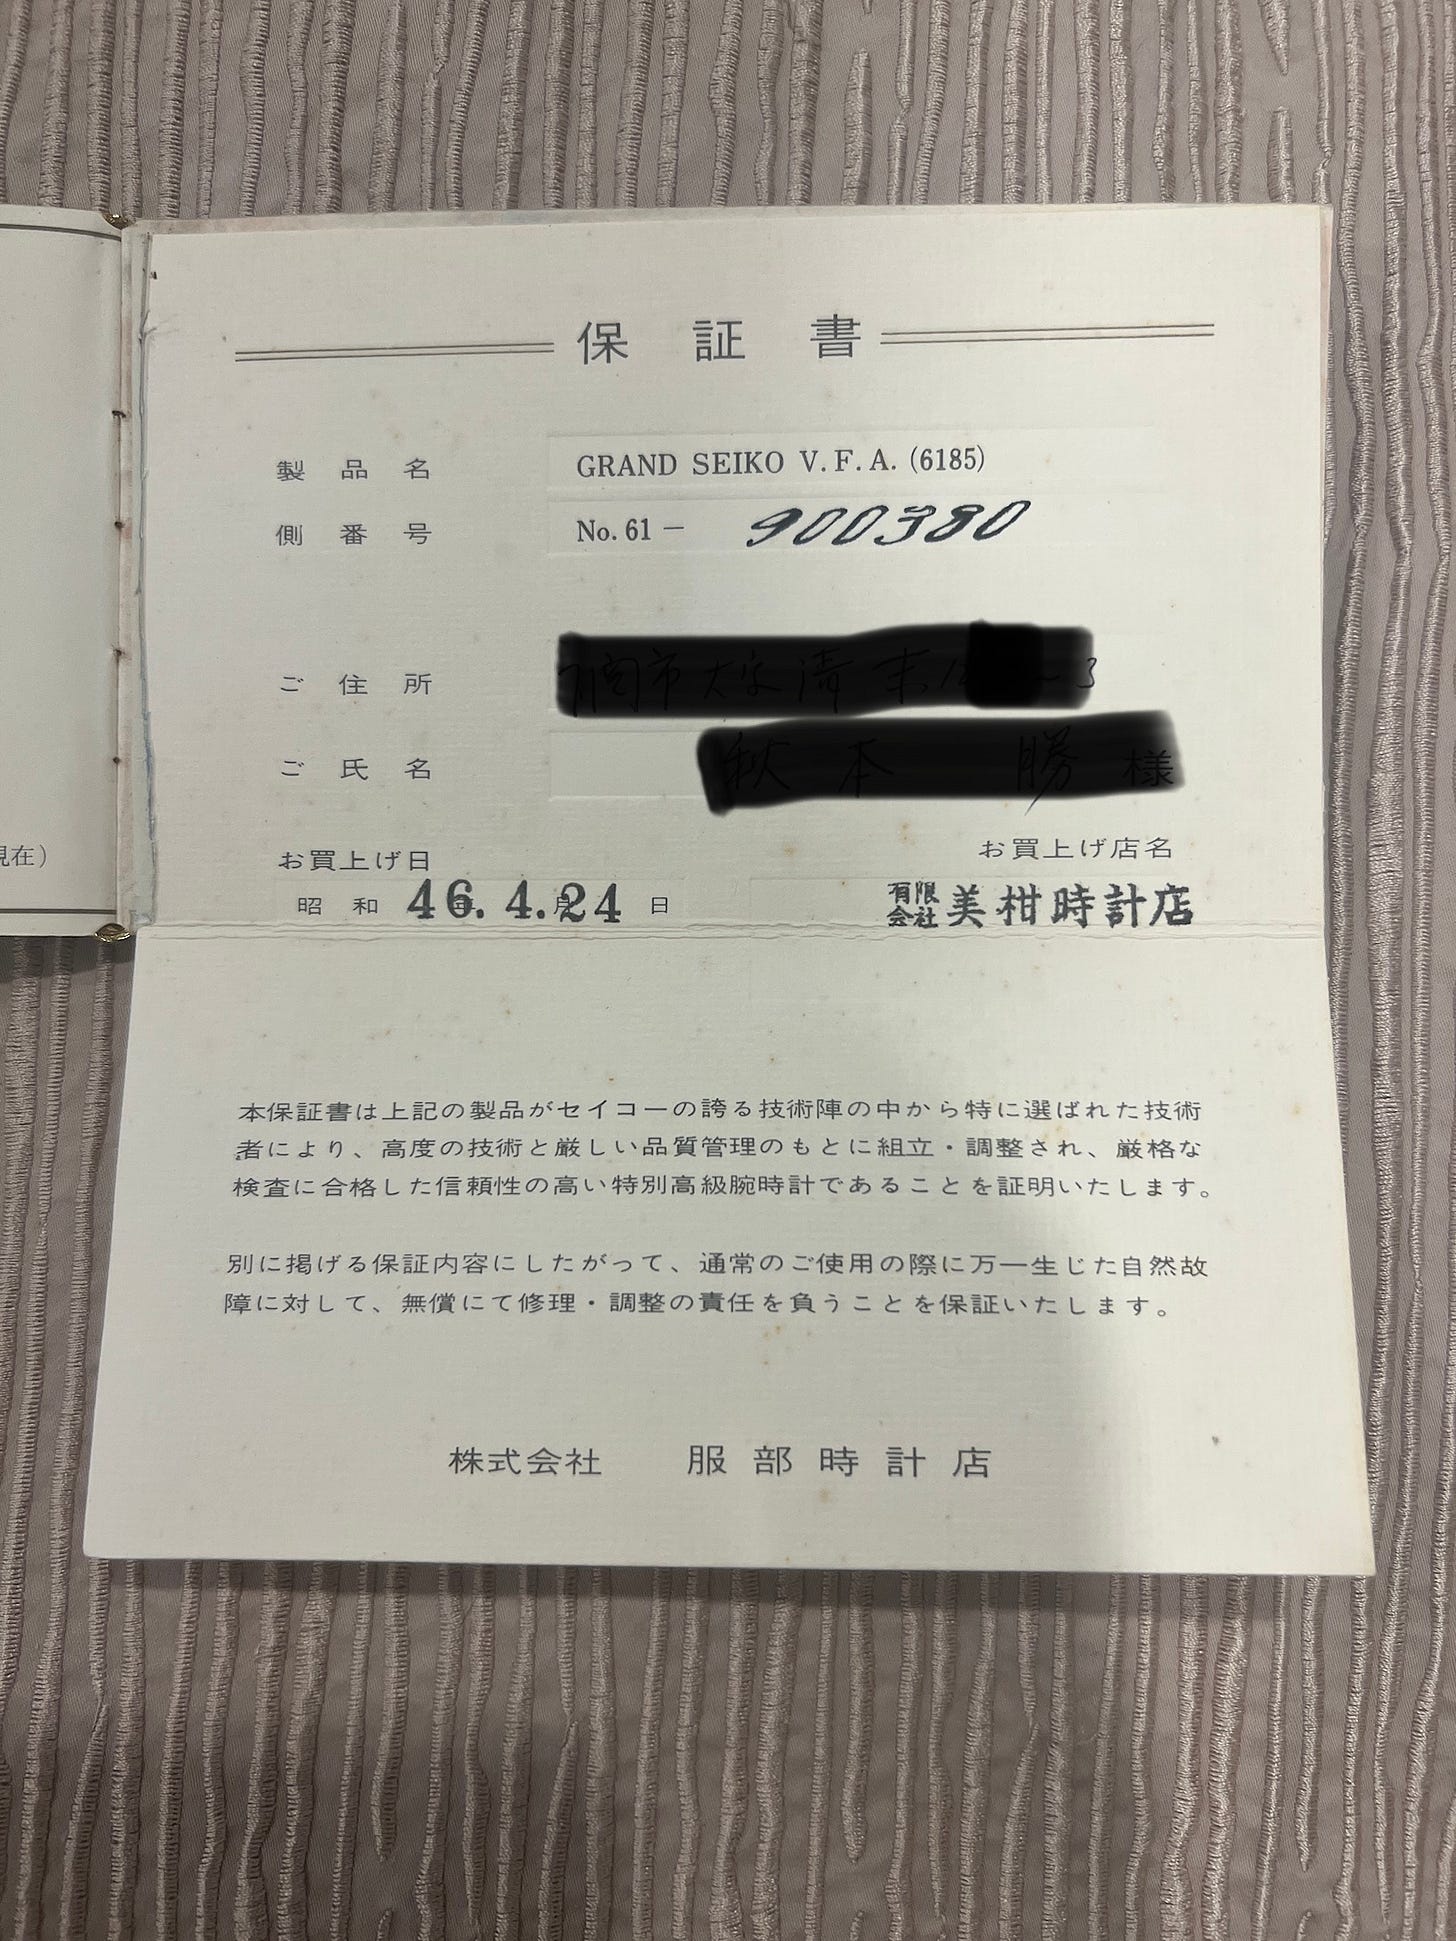 保証書
製品名 GRAND SEIKO V.F.A. (6185)
側番号 No. 61 － 900380
ご住所
ご氏名 様
お買上げ日 お買上げ店名
昭和 46. 4. 24 日 有限会社 美柑時計店
現在)
本保証書は上記の製品がセイコーの誇る技術陣の中から特に選ばれた技術
者により、高度の技術と厳しい品質管理のもとに組立・調整され、厳格な
検査に合格した信頼性の高い特別高級腕時計であることを証明いたします。
別に掲げる保証内容にしたがって、通常のご使用の際に万一生じた自然故
障に対して、無償にて修理・調整の責任を負うことを保証いたします。
株式会社 服部時計店